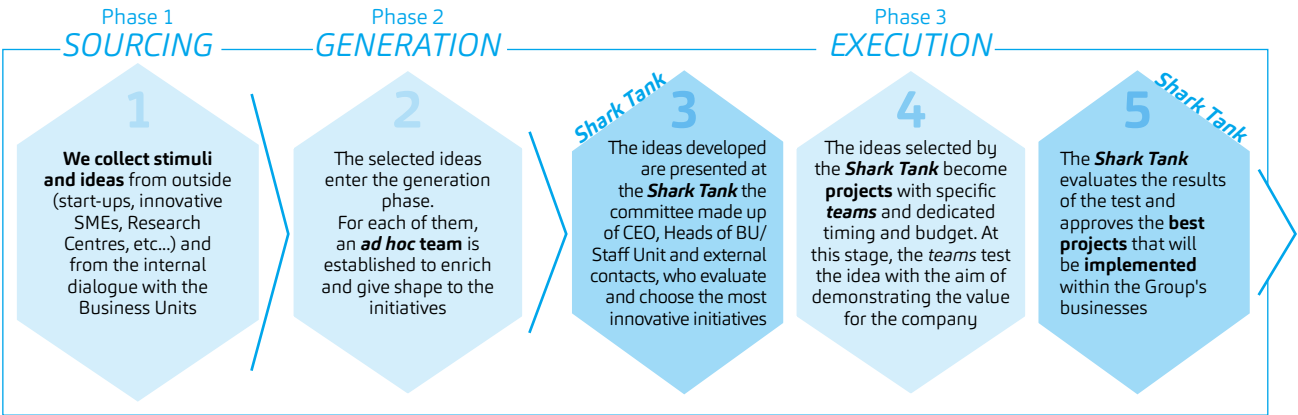 Phase 1
SOURCING
Phase 2
GENERATION
Phase 3
EXECUTION
1
We collect stimuli
and ideas from outside
(start-ups, innovative
SMEs, Research
Centres, etc...) and
from the internal
dialogue with the
Business Units
2
The selected ideas
enter the generation
phase.
For each of them,
an ad hoc team is
established to enrich
and give shape to the
initiatives
Shark Tank
3
The ideas developed
are presented at
the Shark Tank the
committee made up
of CEO, Heads of BU/
Staff Unit and external
contacts, who evaluate
and choose the most
innovative initiatives
4
The ideas selected by
the Shark Tank become
projects with specific
teams and dedicated
timing and budget. At
this stage, the teams test
the idea with the aim of
demonstrating the value
for the company
Shark Tank
5
The Shark Tank
evaluates the results
of the test and
approves the best
projects that will
be implemented
within the Group's
businesses